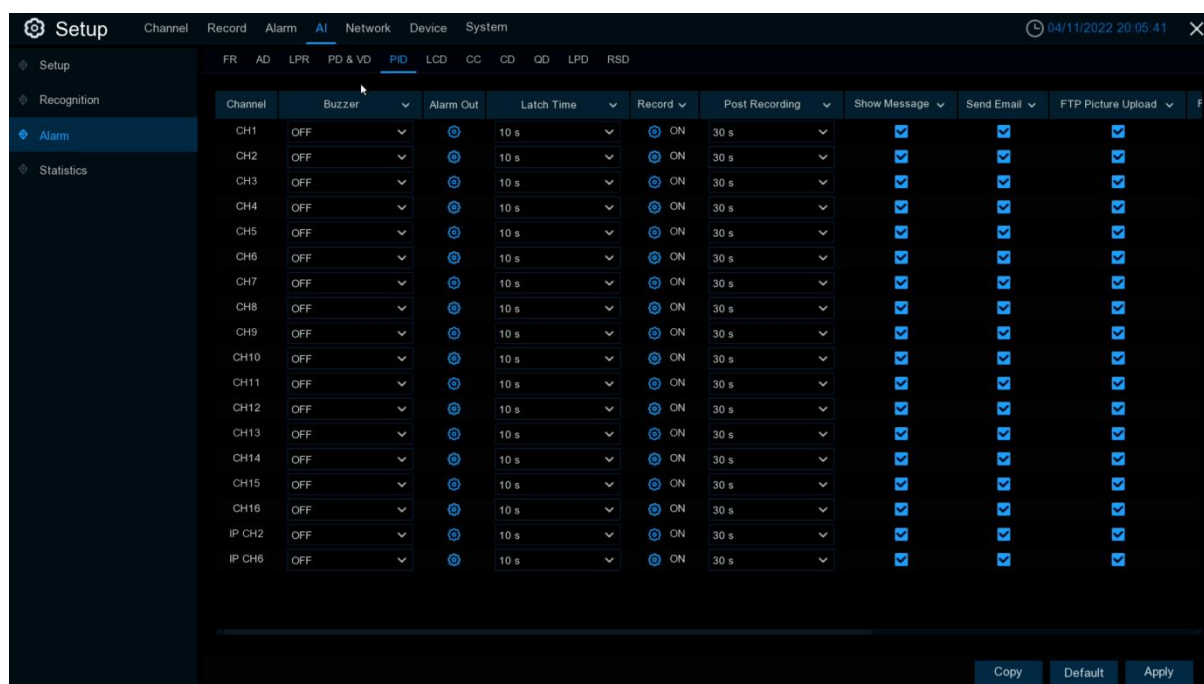 Setup Channel Record Alarm AI Network Device System 04/11/2022 20:05:41
Setup FR AD LPR PD & VD PID LCD CC CD QD LPD RSD
Recognition
Alarm
Statistics
Channel Buzzer Alarm Out Latch Time Record Post Recording Show Message Send Email FTP Picture Upload
CH1 OFF 10 s ON 30 s
CH2 OFF 10 s ON 30 s
CH3 OFF 10 s ON 30 s
CH4 OFF 10 s ON 30 s
CH5 OFF 10 s ON 30 s
CH6 OFF 10 s ON 30 s
CH7 OFF 10 s ON 30 s
CH8 OFF 10 s ON 30 s
CH9 OFF 10 s ON 30 s
CH10 OFF 10 s ON 30 s
CH11 OFF 10 s ON 30 s
CH12 OFF 10 s ON 30 s
CH13 OFF 10 s ON 30 s
CH14 OFF 10 s ON 30 s
CH15 OFF 10 s ON 30 s
CH16 OFF 10 s ON 30 s
IP CH2 OFF 10 s ON 30 s
IP CH6 OFF 10 s ON 30 s
Copy Default Apply